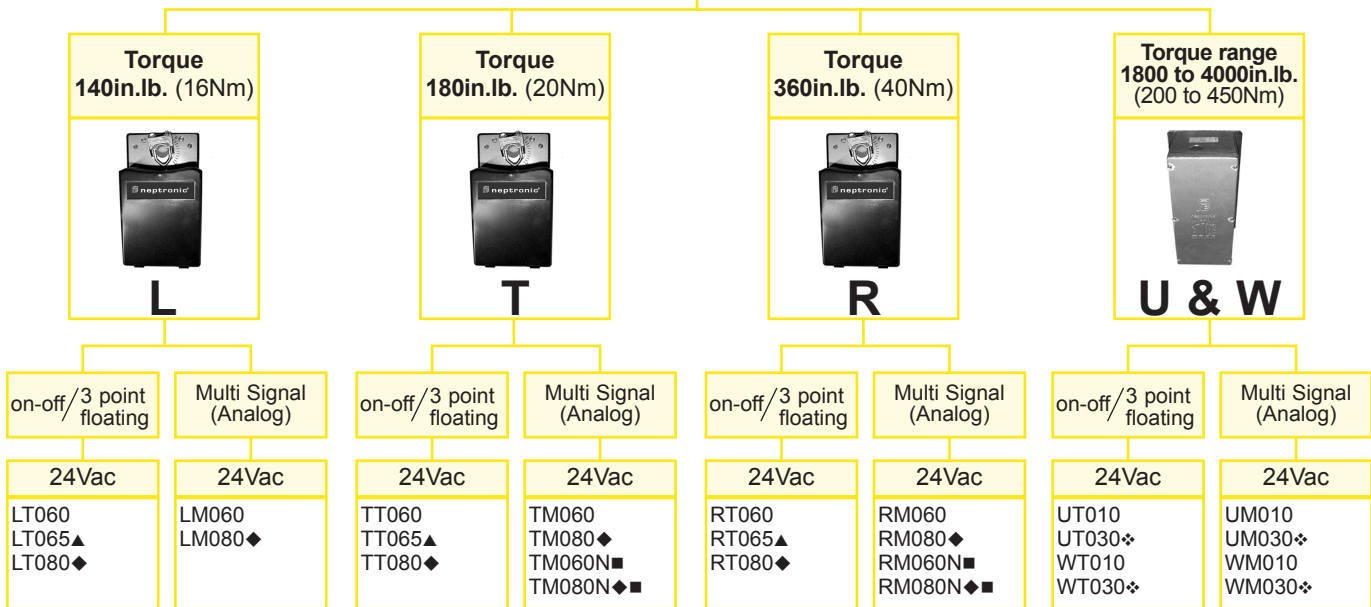 Torque
140in.lb. (16Nm)
neptronic
L
on-off/3 point
floating
24Vac
LT060
LT065▲
LT080◆
Multi Signal
(Analog)
24Vac
LM060
LM080◆
Torque
180in.lb. (20Nm)
neptronic
T
on-off/3 point
floating
24Vac
TT060
TT065▲
TT080◆
Multi Signal
(Analog)
24Vac
TM060
TM080◆
TM060N■
TM080N◆■
Torque
360in.lb. (40Nm)
neptronic
R
on-off/3 point
floating
24Vac
RT060
RT065▲
RT080◆
Multi Signal
(Analog)
24Vac
RM060
RM080◆
RM060N■
RM080N◆■
Torque range
1800 to 4000in.lb.
(200 to 450Nm)
U & W
on-off/3 point
floating
24Vac
UT010
UT030❖
WT010
WT030❖
Multi Signal
(Analog)
24Vac
UM010
UM030❖
WM010
WM030❖